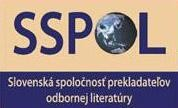 SSPOL
Slovenská spoločnosť prekladateľov
odbornej literatúry